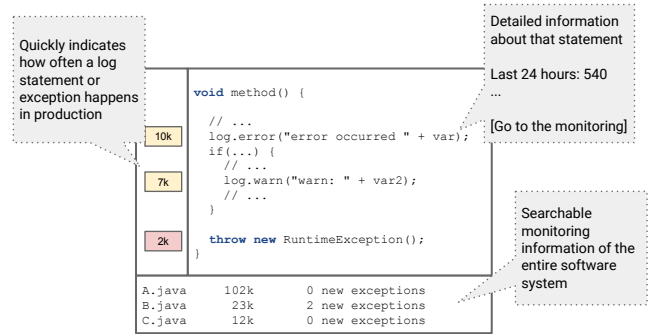 Quickly indicates
how often a log
statement or
exception happens
in production
Detailed information
about that statement
Last 24 hours: 540
...
[Go to the monitoring]
void method() {
// ...
10k
log.error("error occurred " + var);
if(...) {
// ...
7k
log.warn("warn: " + var2);
// ...
}
2k
throw new RuntimeException();
}
Searchable
monitoring
information of the
entire software
system
A.java 102k 0 new exceptions
B.java 23k 2 new exceptions
C.java 12k 0 new exceptions